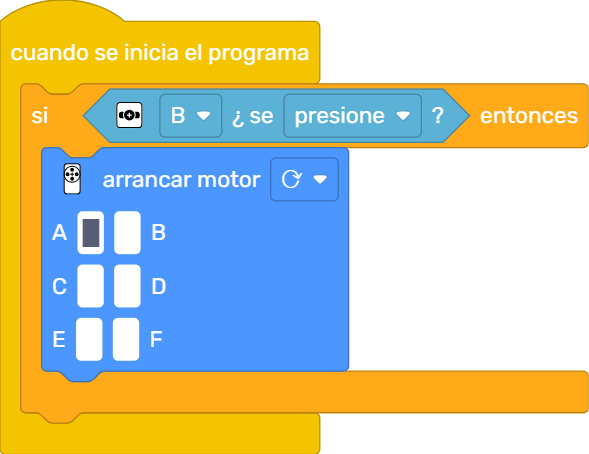 cuando se inicia el programa
si B ¿ se presione ? entonces
arrancar motor
A B
C D
E F